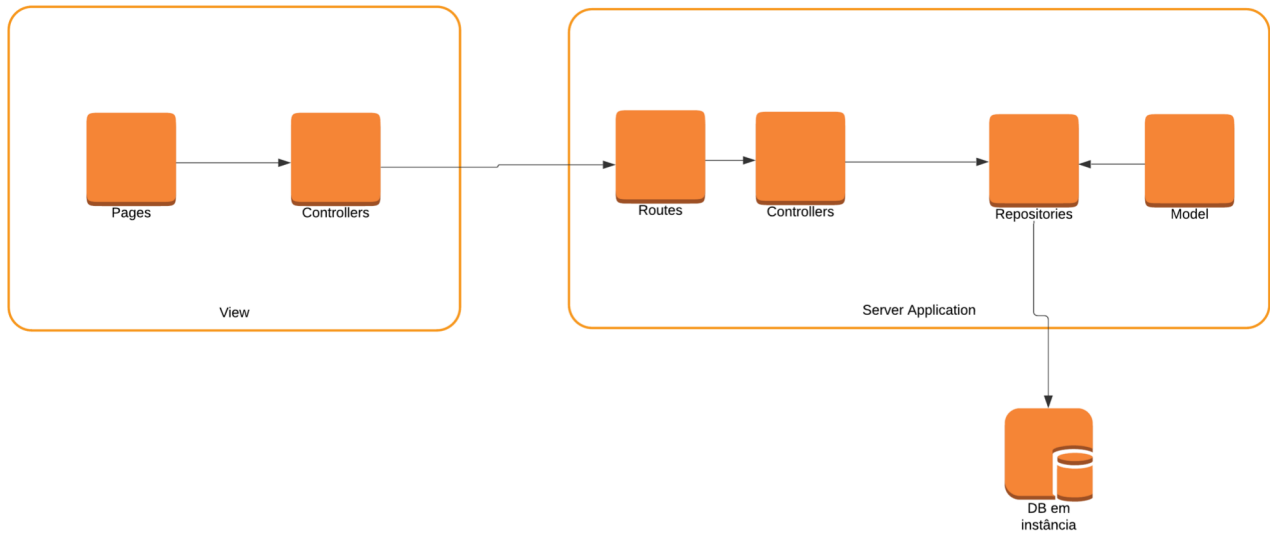 Pages
Controllers
Routes
Controllers
Repositories
Model
View
Server Application
DB em
instância